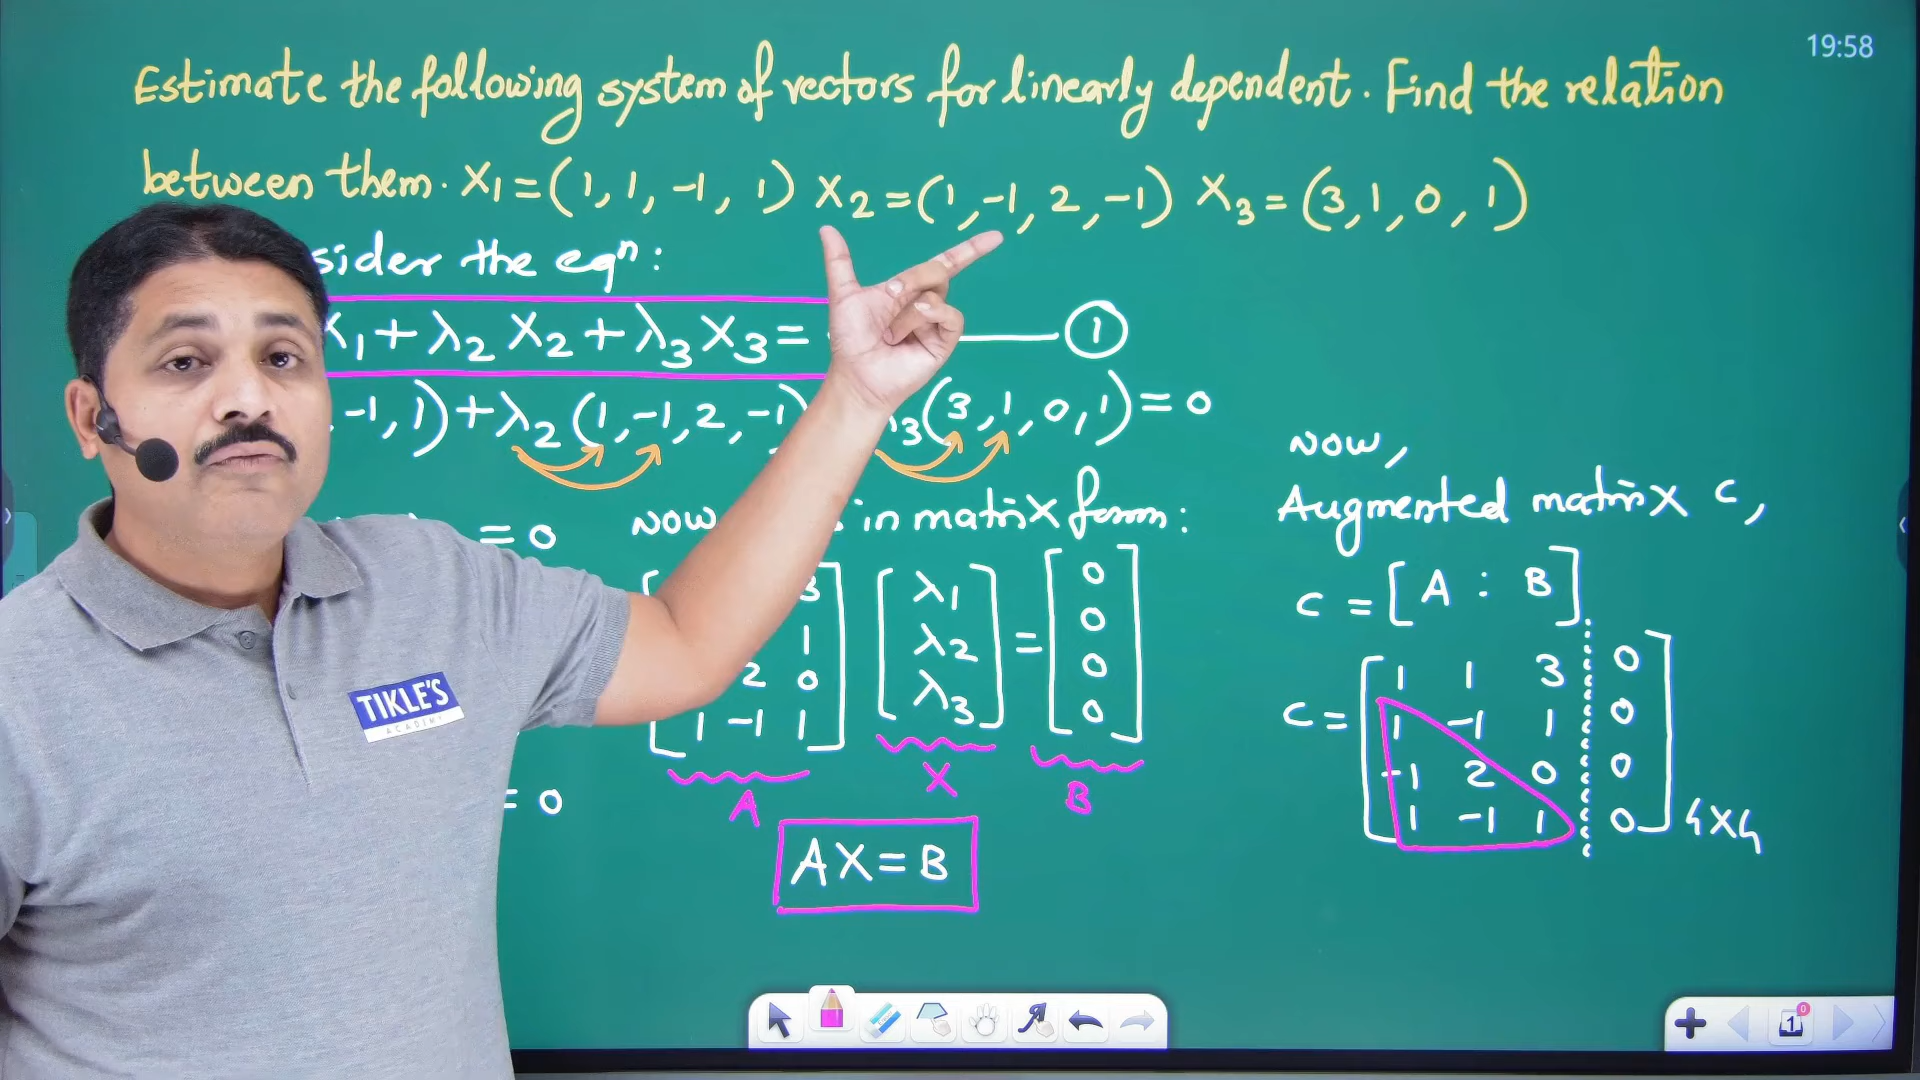 19:58
Estimate the following system of vectors for linearly dependent. Find the relation
between them. X1 = (1, 1, -1, 1) X2 = (1, -1, 2, -1) X3 = (3, 1, 0, 1)
sider the eqⁿ :
X1 + λ2 X2 + λ3 X3 = ——— ①
-1, 1) + λ2 (1, -1, 2, -1) 3 (3, 1, 0, 1) = 0
= 0
= 0
Now in matrix form :
3
1
2 0
1 -1 1
A
λ1
λ2
λ3
X
=
0
0
0
0
B
AX = B
Now,
Augmented matrix C,
C = [A : B]
C =
1 1 3 0
1 -1 1 0
-1 2 0 0
1 -1 1 0
4X4
TIKLE'S
ACADEMY
1
0